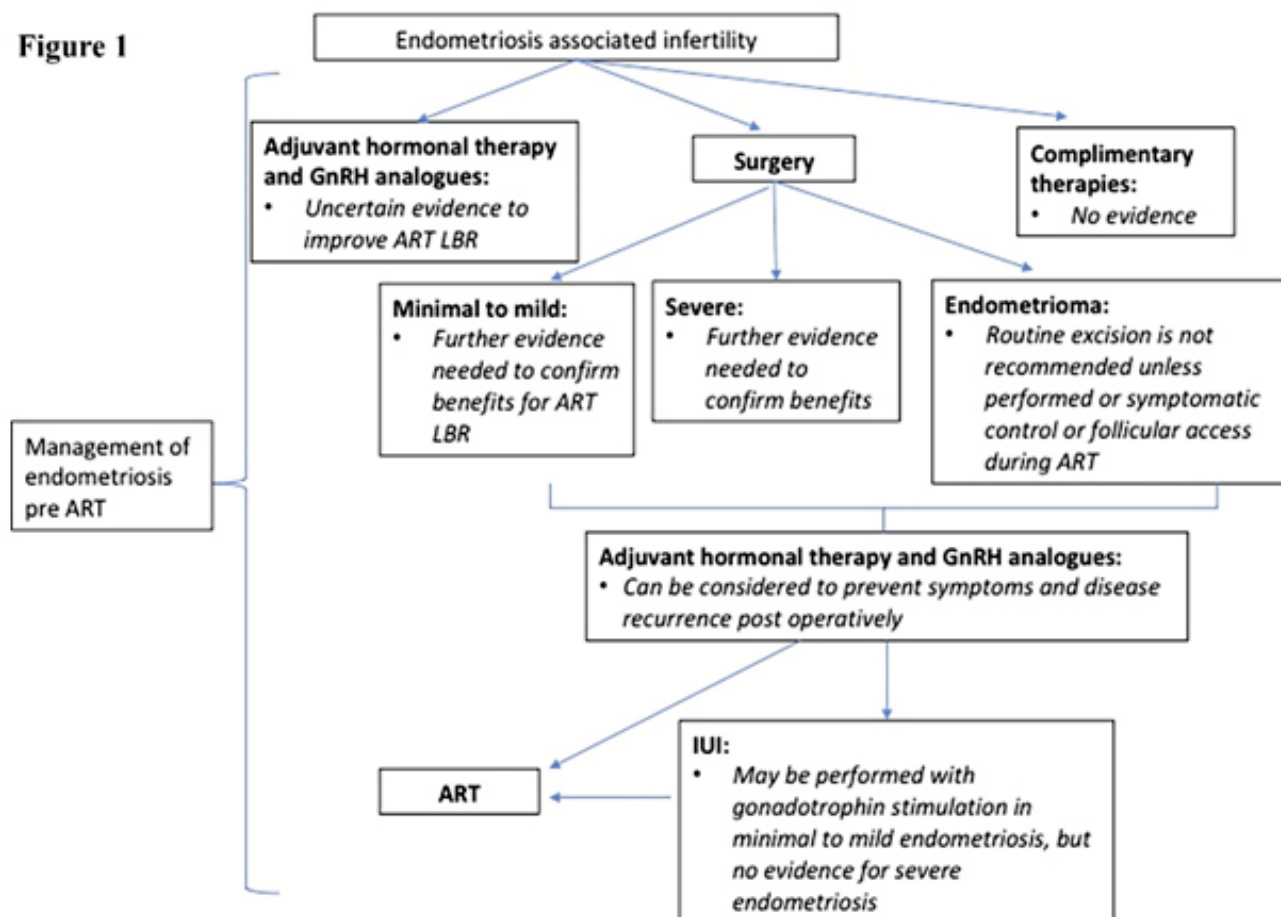 Figure 1
Endometriosis associated infertility
Adjuvant hormonal therapy
and GnRH analogues:
• Uncertain evidence to
improve ART LBR
Surgery
Complimentary
therapies:
• No evidence
Minimal to mild:
• Further evidence
needed to confirm
benefits for ART
LBR
Severe:
• Further evidence
needed to
confirm benefits
Endometrioma:
• Routine excision is not
recommended unless
performed or symptomatic
control or follicular access
during ART
Management of
endometriosis
pre ART
Adjuvant hormonal therapy and GnRH analogues:
• Can be considered to prevent symptoms and disease
recurrence post operatively
IUI:
• May be performed with
gonadotrophin stimulation in
minimal to mild endometriosis, but
no evidence for severe
endometriosis
ART